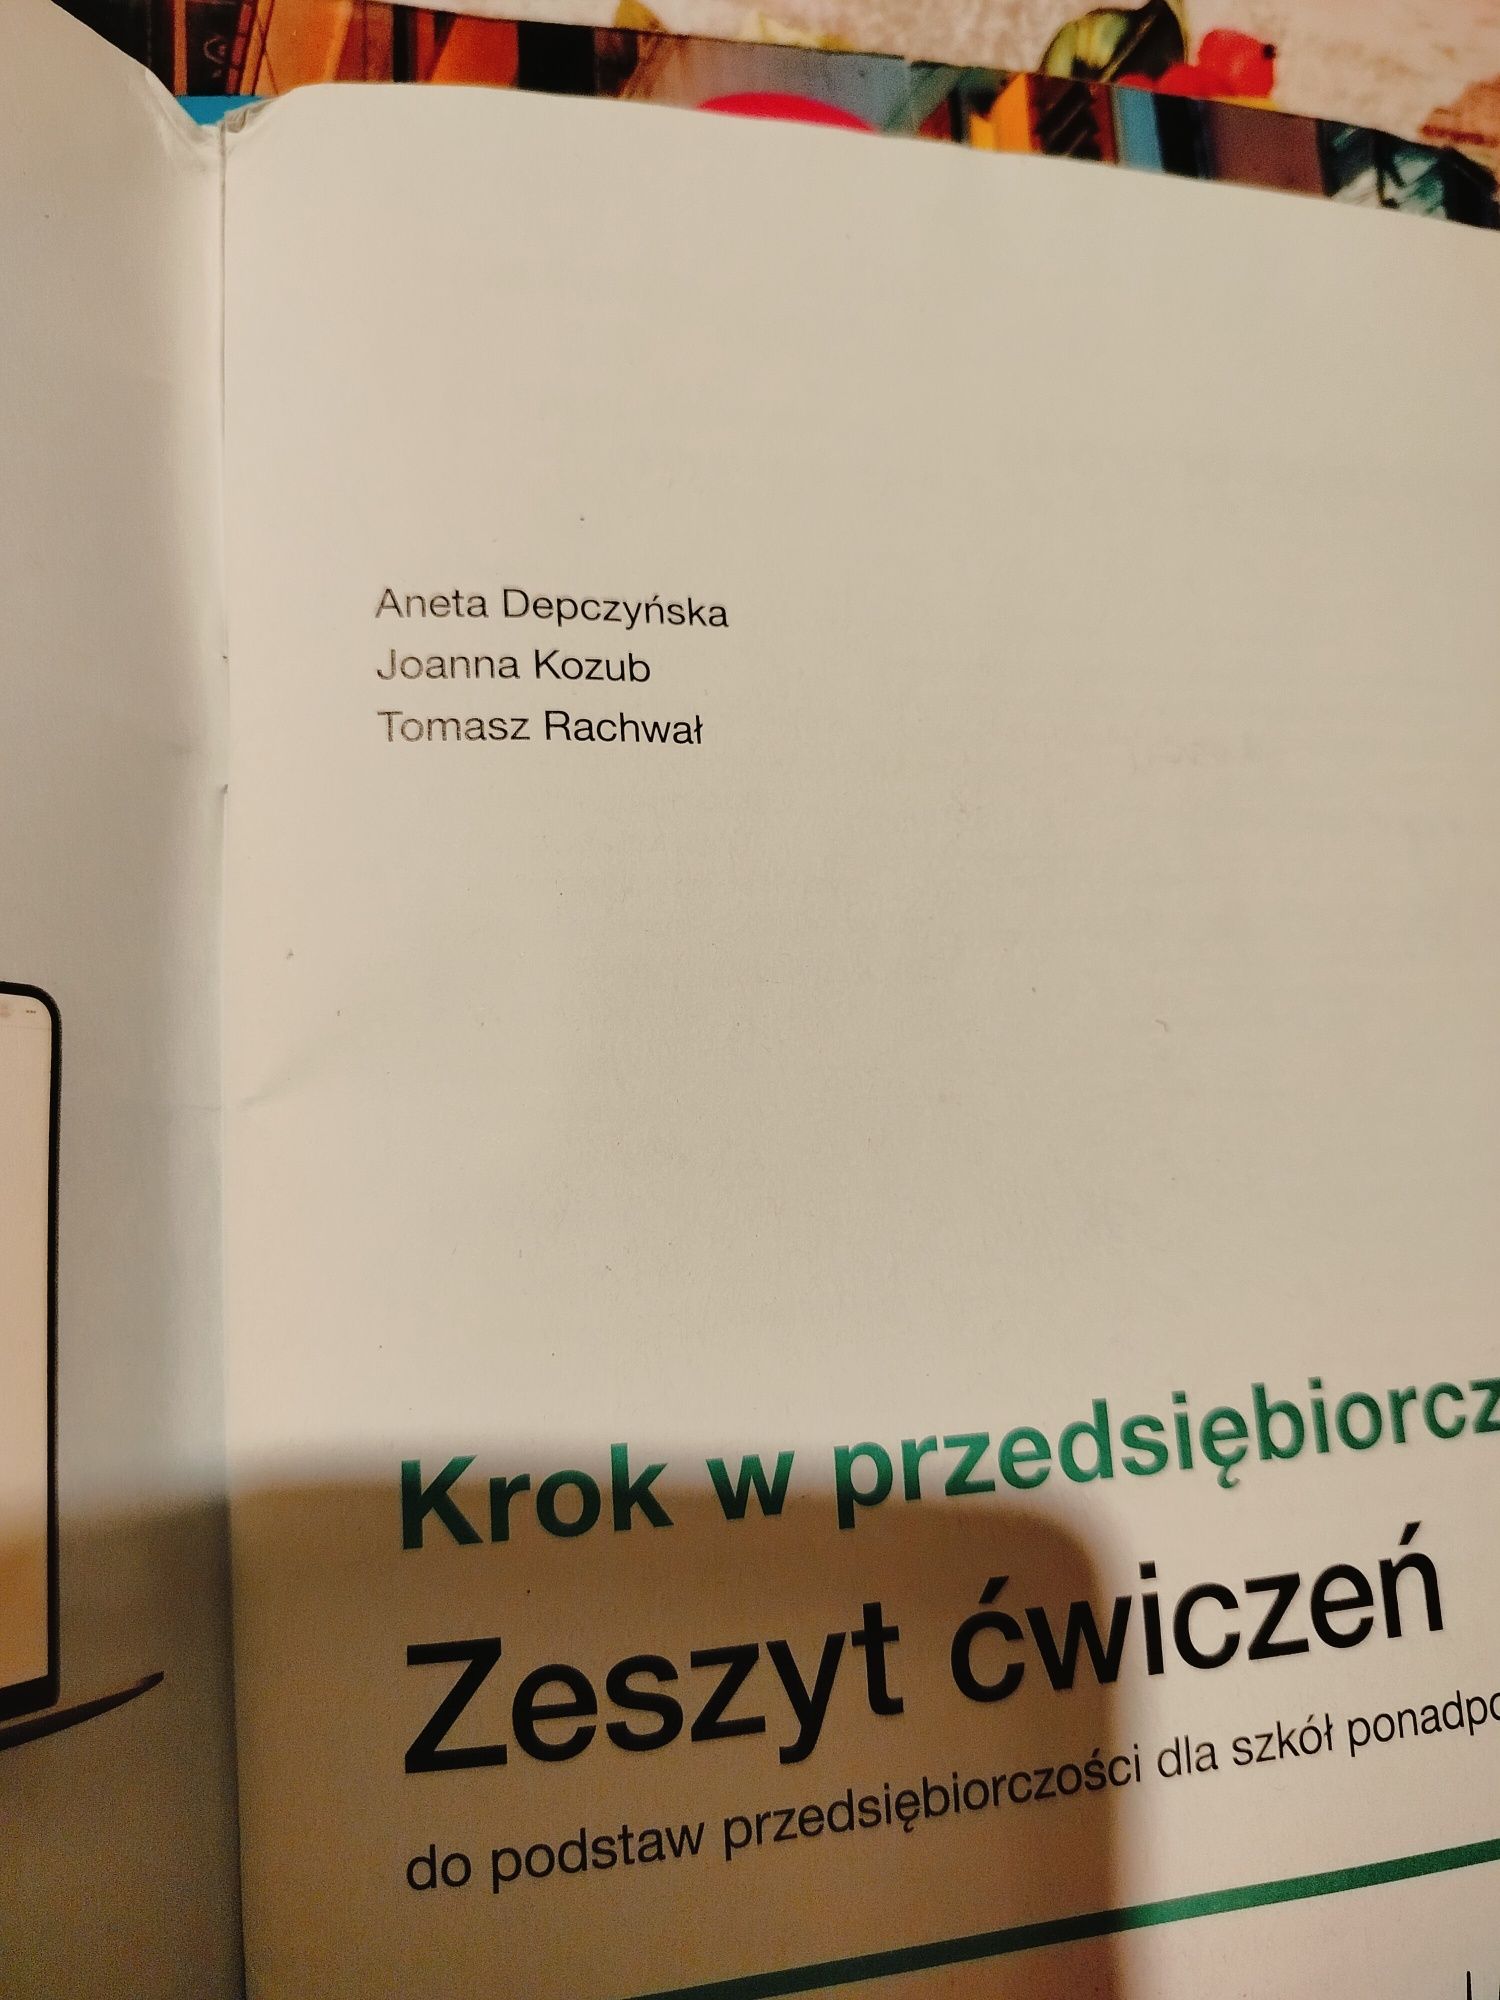 Aneta Depczyńska
Joanna Kozub
Tomasz Rachwał
Krok w przedsiębiorcz
Zeszyt ćwiczeń
do podstaw przedsiębiorczości dla szkół ponadpo